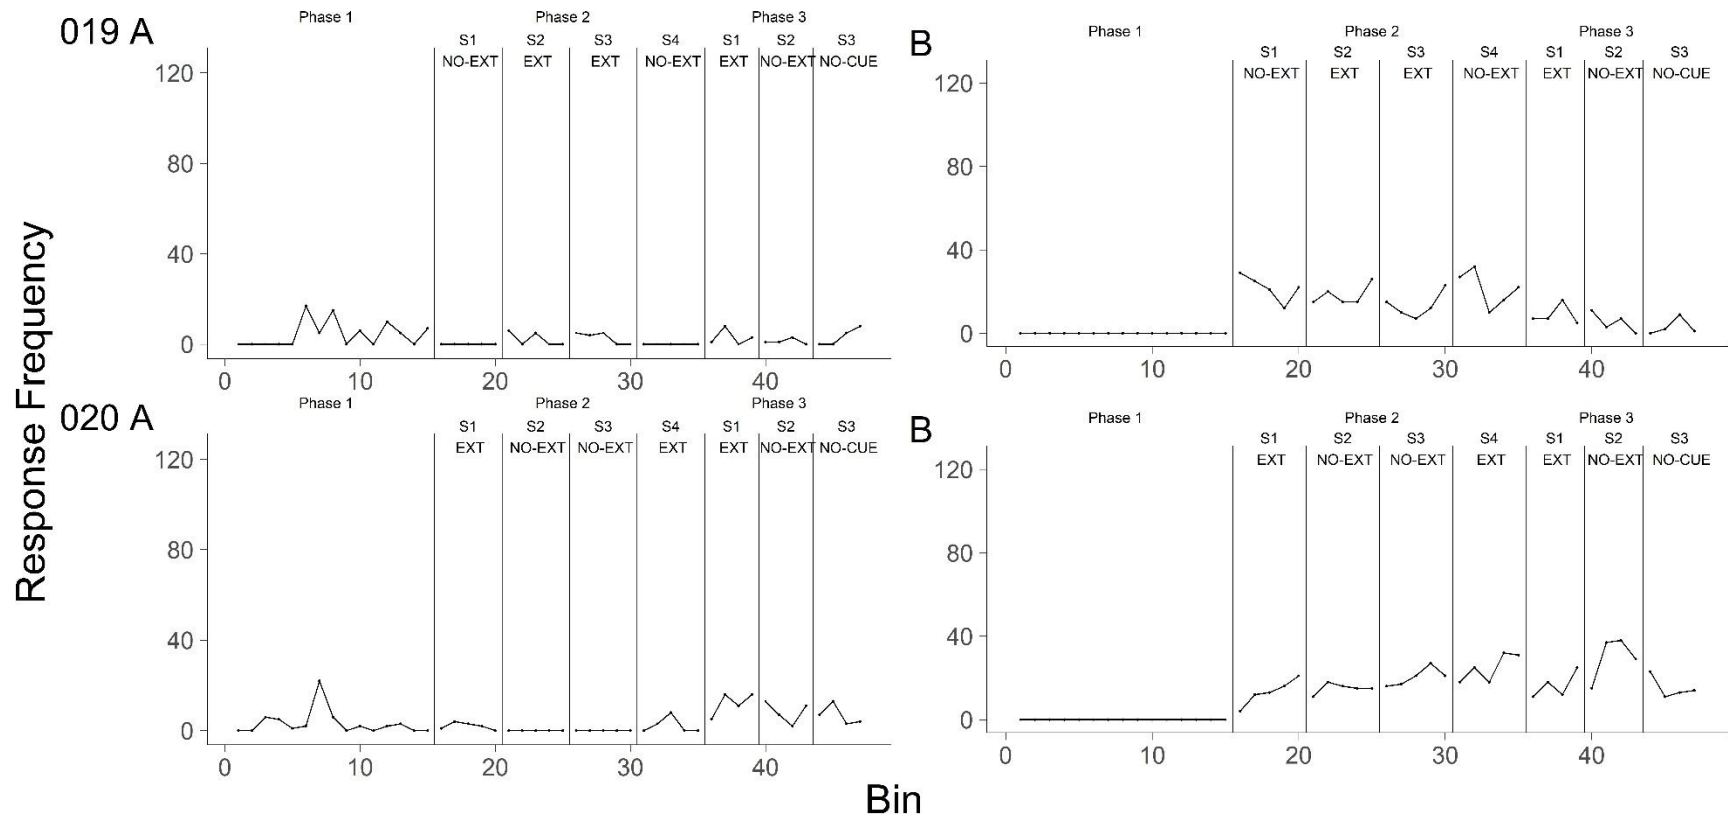 Phase 1 Phase 2 Phase 3
019 A
S1 S2 S3 S4 S1 S2 S3
NO-EXT EXT EXT NO-EXT EXT NO-EXT NO-CUE
120
80
40
0
0 10 20 30 40
B
Phase 1 Phase 2 Phase 3
S1 S2 S3 S4 S1 S2 S3
NO-EXT EXT EXT NO-EXT EXT NO-EXT NO-CUE
120
80
40
0
0 10 20 30 40
Response Frequency
Phase 1 Phase 2 Phase 3
020 A
S1 S2 S3 S4 S1 S2 S3
EXT NO-EXT NO-EXT EXT EXT NO-EXT NO-CUE
120
80
40
0
0 10 20 30 40
B
Phase 1 Phase 2 Phase 3
S1 S2 S3 S4 S1 S2 S3
EXT NO-EXT NO-EXT EXT EXT NO-EXT NO-CUE
120
80
40
0
0 10 20 30 40
Bin